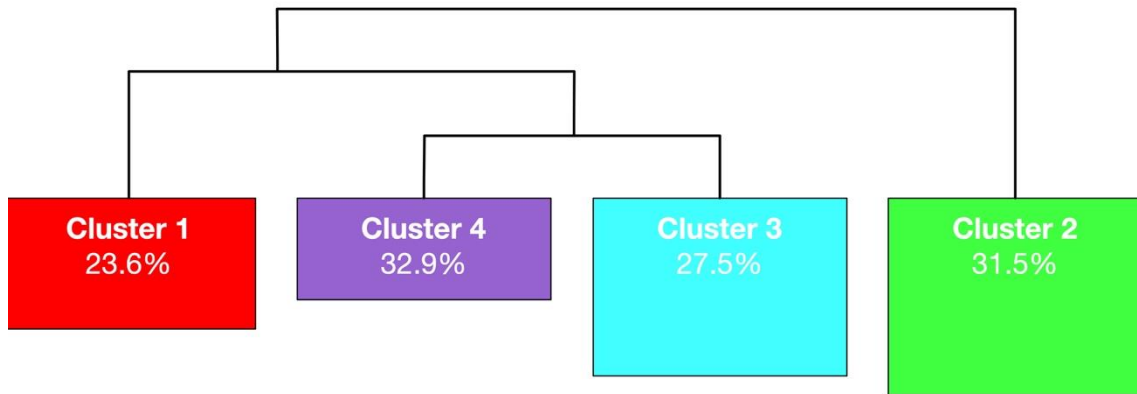 Cluster 1
23.6%
Cluster 4
32.9%
Cluster 3
27.5%
Cluster 2
31.5%